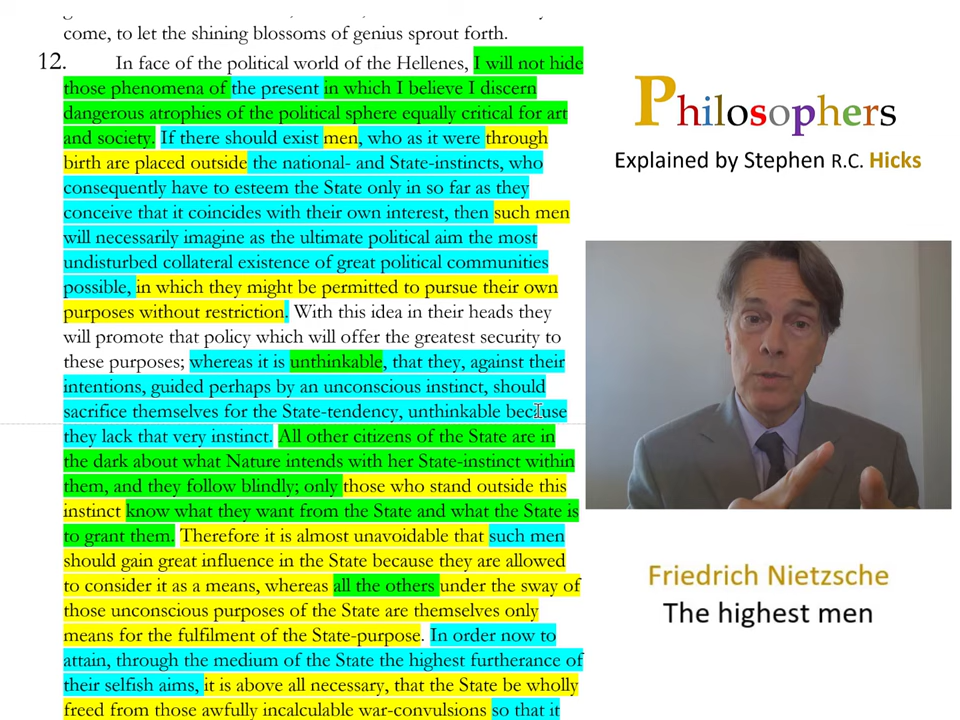 come, to let the shining blossoms of genius sprout forth.
12. In face of the political world of the Hellenes, I will not hide
those phenomena of the present in which I believe I discern
dangerous atrophies of the political sphere equally critical for art
and society. If there should exist men, who as it were through
birth are placed outside the national- and State-instincts, who
consequently have to esteem the State only in so far as they
conceive that it coincides with their own interest, then such men
will necessarily imagine as the ultimate political aim the most
undisturbed collateral existence of great political communities
possible, in which they might be permitted to pursue their own
purposes without restriction. With this idea in their heads they
will promote that policy which will offer the greatest security to
these purposes; whereas it is unthinkable, that they, against their
intentions, guided perhaps by an unconscious instinct, should
sacrifice themselves for the State-tendency, unthinkable because
they lack that very instinct. All other citizens of the State are in
the dark about what Nature intends with her State-instinct within
them, and they follow blindly; only those who stand outside this
instinct know what they want from the State and what the State is
to grant them. Therefore it is almost unavoidable that such men
should gain great influence in the State because they are allowed
to consider it as a means, whereas all the others under the sway of
those unconscious purposes of the State are themselves only
means for the fulfilment of the State-purpose. In order now to
attain, through the medium of the State the highest furtherance of
their selfish aims, it is above all necessary, that the State be wholly
freed from those awfully incalculable war-convulsions so that it
Philosophers
Explained by Stephen R.C. Hicks
Friedrich Nietzsche
The highest men